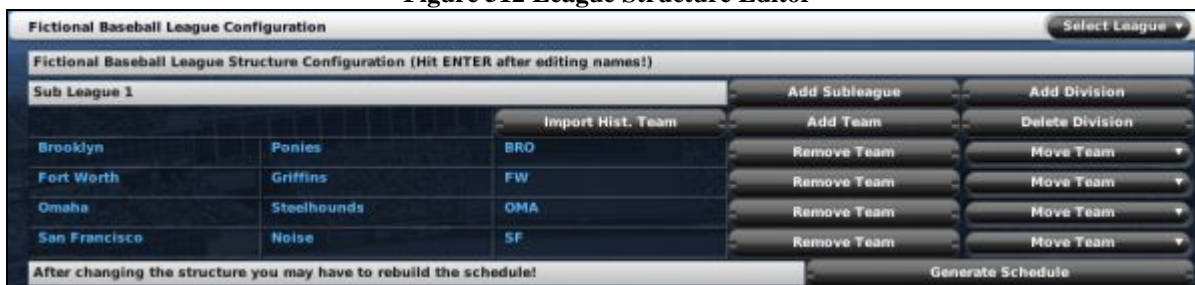 Figure 312 League Structure Editor
Fictional Baseball League Configuration Select League
Fictional Baseball League Structure Configuration (Hit ENTER after editing names!)
Sub League 1 Add Subleague Add Division
Import Hist. Team Add Team Delete Division
Brooklyn Ponies BRO Remove Team Move Team
Fort Worth Griffins FW Remove Team Move Team
Omaha Steelhounds OMA Remove Team Move Team
San Francisco Noise SF Remove Team Move Team
After changing the structure you may have to rebuild the schedule! Generate Schedule